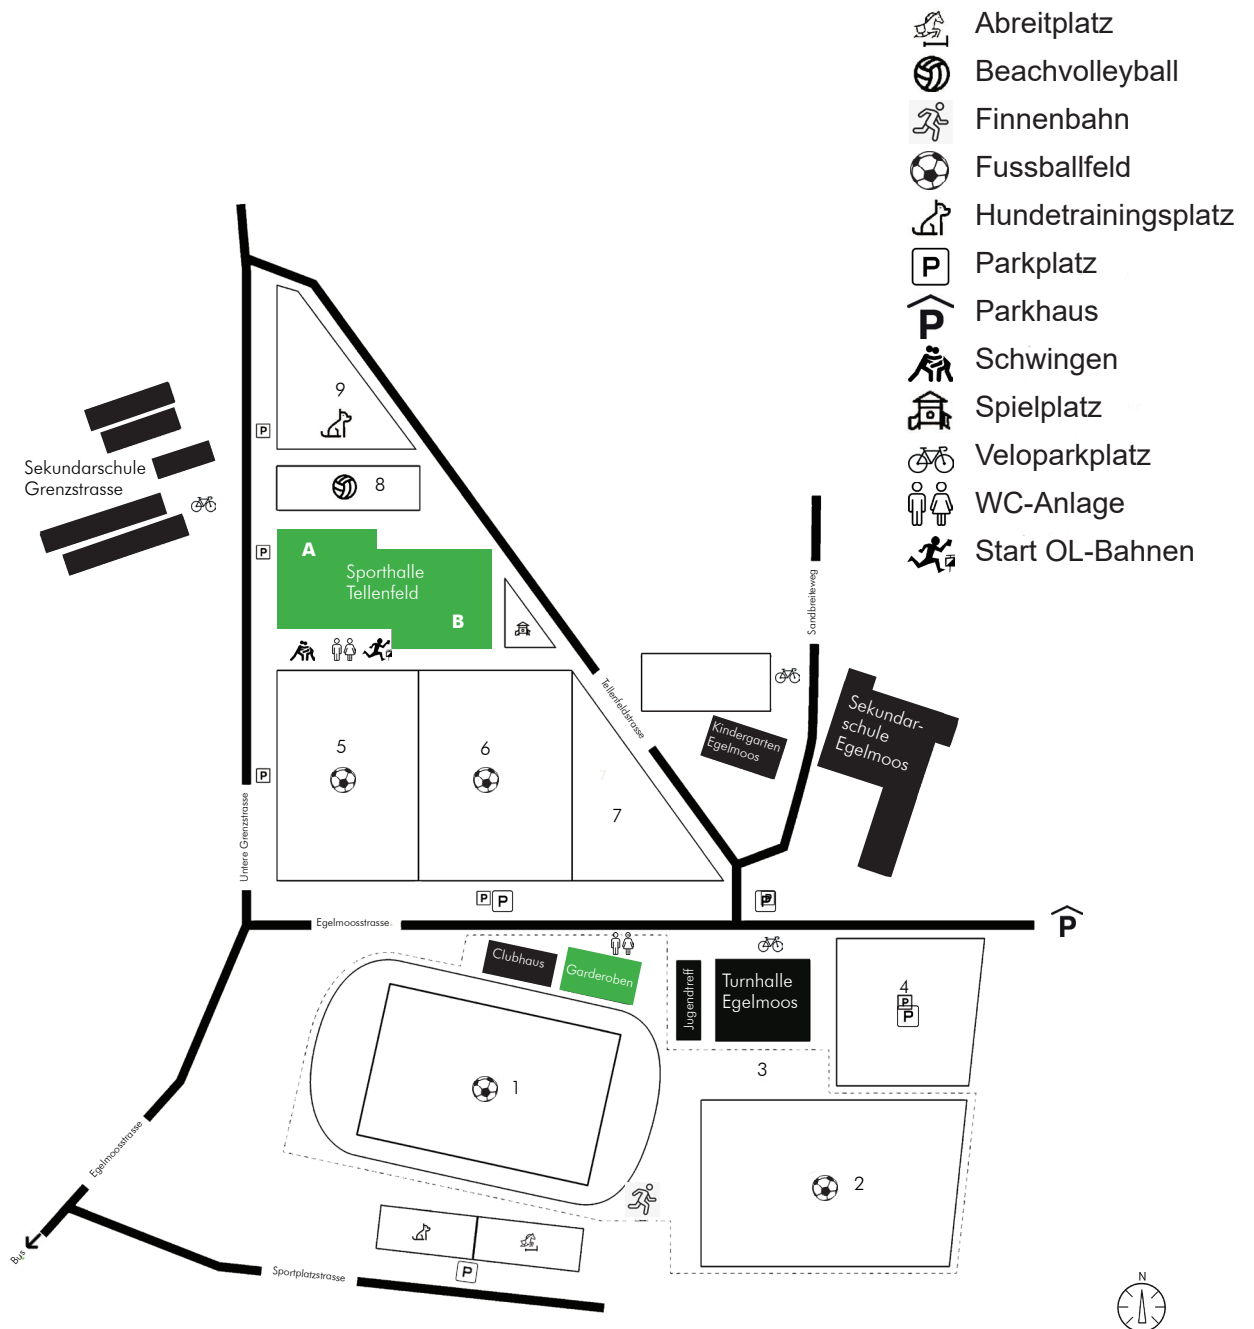 Abreitplatz
Beachvolleyball
Finnenbahn
Fussballfeld
Hundetrainingsplatz
P Parkplatz
P Parkhaus
Schwingen
Spielplatz
Veloparkplatz
WC-Anlage
Start OL-Bahnen
9
P
Sekundarschule
Grenzstrasse
8
A
P
Sporthalle
Tellenfeld
B
Sandbreiteweg
Tellenfeldstrasse
Kindergarten
Egelmoos
Sekundar-
schule
Egelmoos
5
6
P
7
7
Untere Grenzstrasse
P P
P P
Egelmoosstrasse
P
Clubhaus
Garderoben
Jugendtreff
Turnhalle
Egelmoos
4
P
P
3
1
Egelmoosstrasse
2
Bus
Sportplatzstrasse
P
N